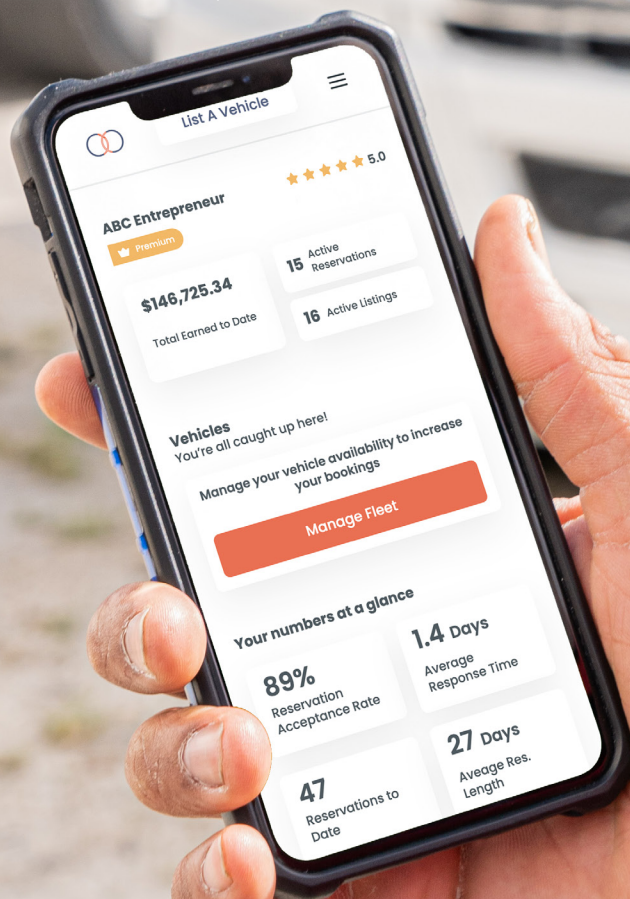 List A Vehicle
5.0
ABC Entrepreneur
Premium
$146,725.34
Total Earned to Date
15 Active
Reservations
16 Active Listings
Vehicles
You're all caught up here!
Manage your vehicle availability to increase
your bookings
Manage Fleet
Your numbers at a glance
89%
Reservation
Acceptance Rate
1.4 Days
Average
Response Time
47
Reservations to
Date
27 Days
Aveage Res.
Length